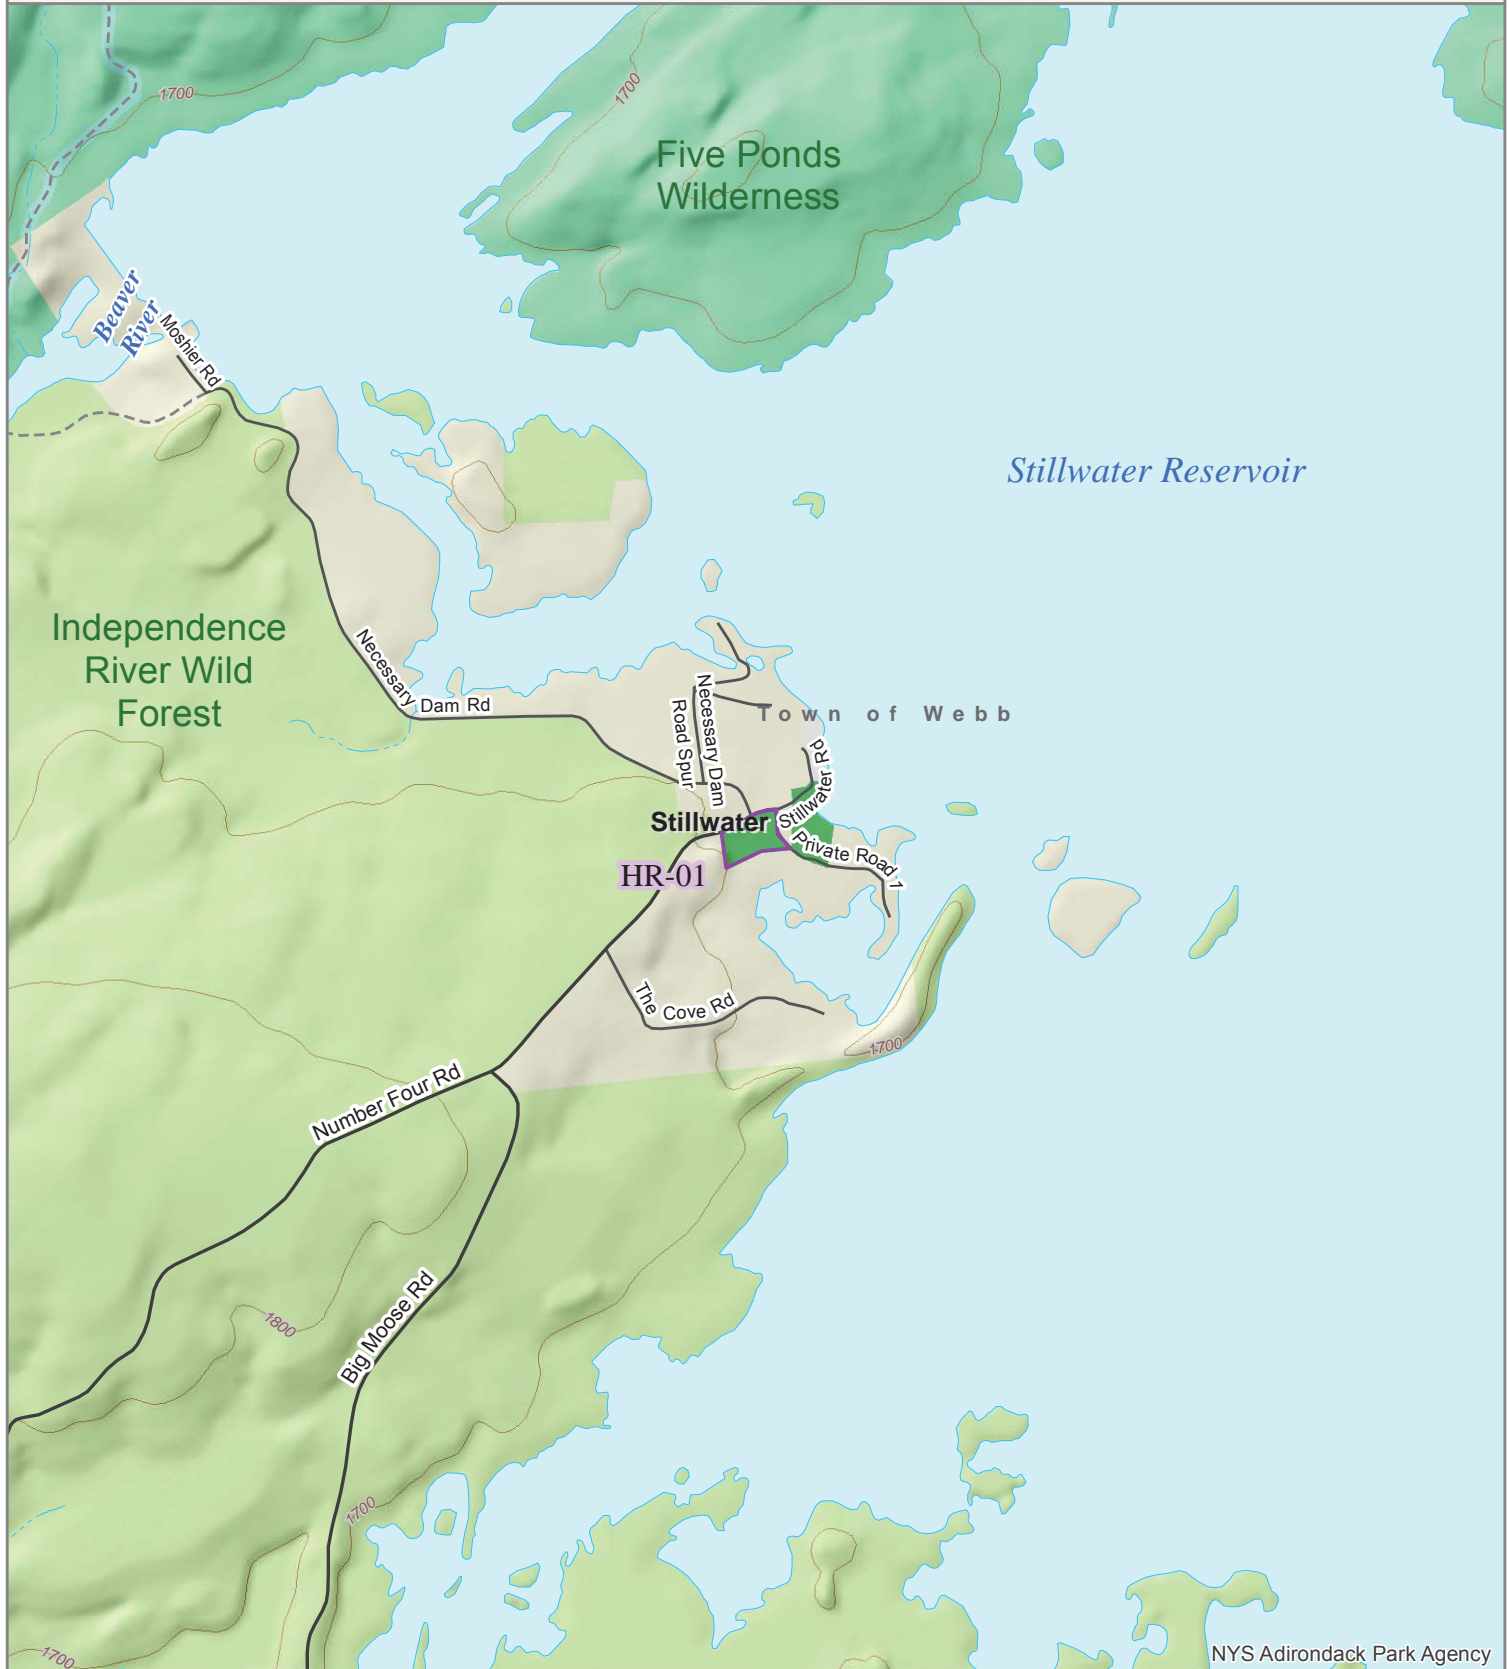 1700
1700
Five Ponds
Wilderness
Beaver
River
Moshier Rd
Stillwater Reservoir
Independence
River Wild
Forest
Necessary Dam Rd
Necessary Dam
Road Spur
Town of Webb
Stillwater Rd
Stillwater
Private Road 1
HR-01
The Cove Rd
1700
Number Four Rd
Big Moose Rd
1800
1700
1700
NYS Adirondack Park Agency